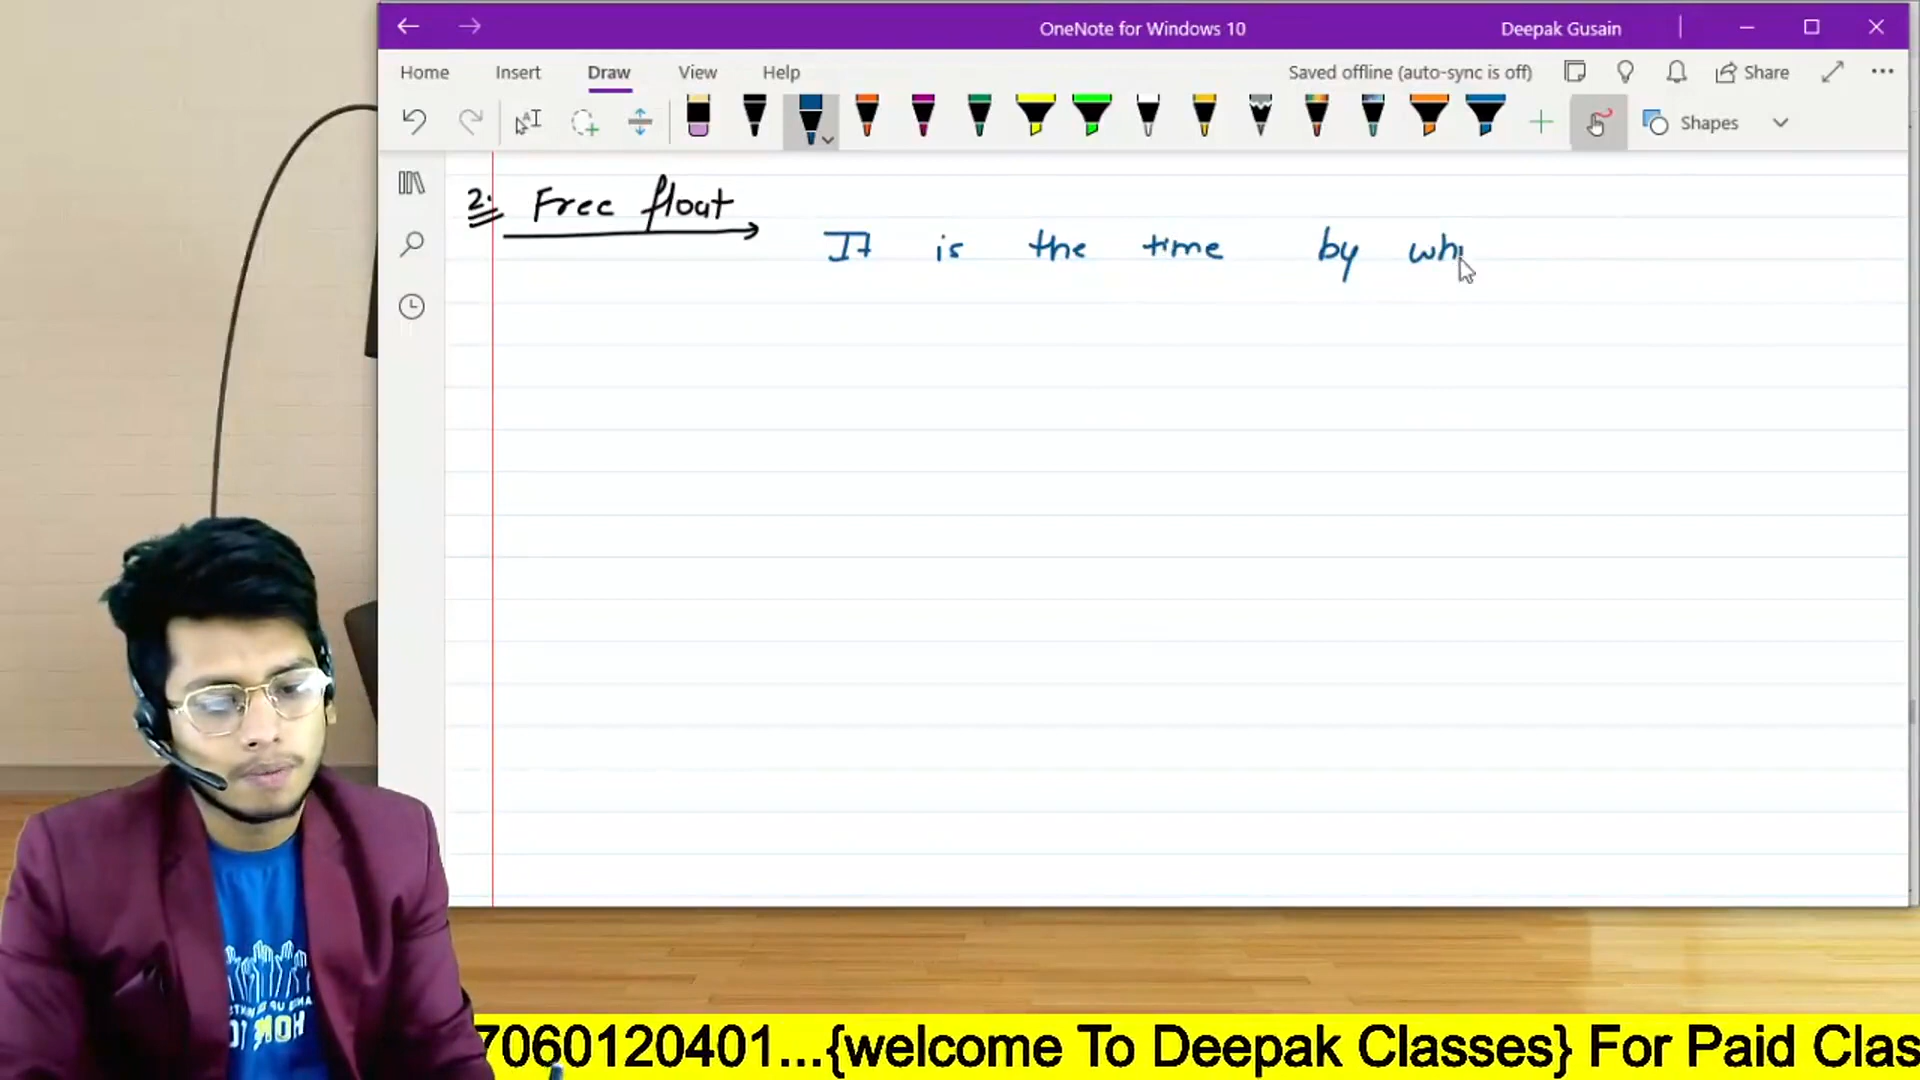 OneNote for Windows 10
Deepak Gusain
Home Insert Draw View Help
Saved offline (auto-sync is off)
Share
Shapes
2. Free float
It is the time by whi
7060120401...{welcome To Deepak Classes} For Paid Clas